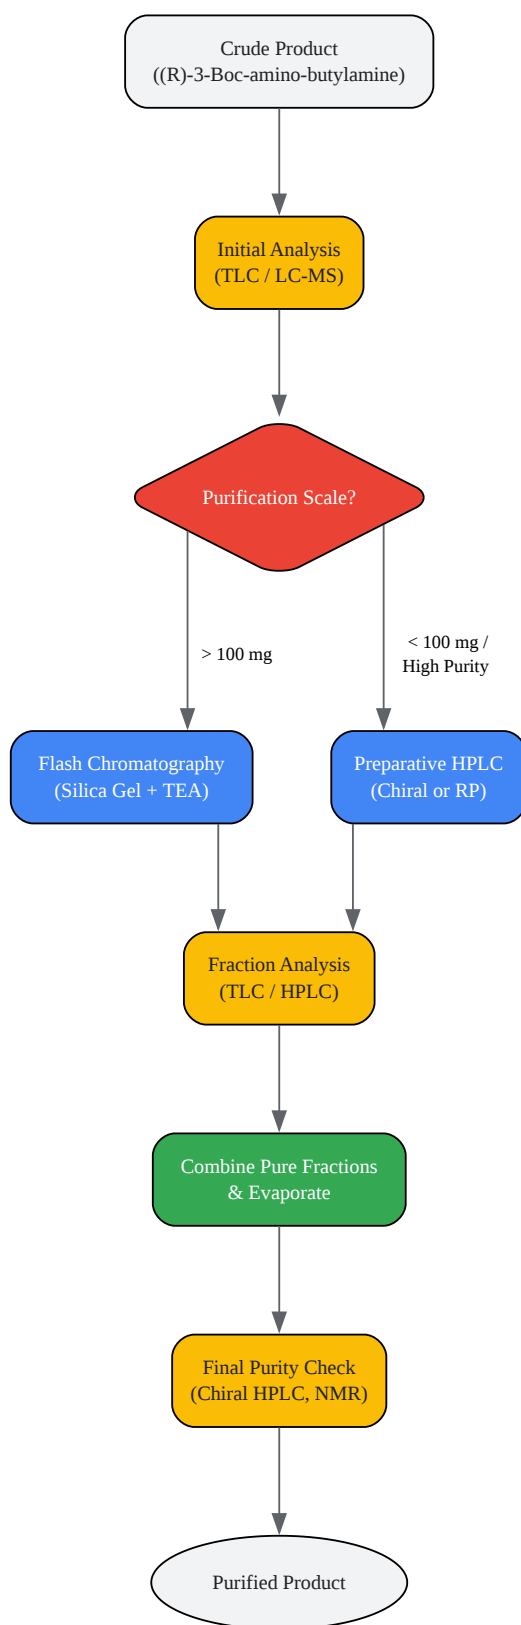 Crude Product
((R)-3-Boc-amino-butylamine)
Initial Analysis
(TLC / LC-MS)
Purification Scale?
> 100 mg
< 100 mg /
High Purity
Flash Chromatography
(Silica Gel + TEA)
Preparative HPLC
(Chiral or RP)
Fraction Analysis
(TLC / HPLC)
Combine Pure Fractions
& Evaporate
Final Purity Check
(Chiral HPLC, NMR)
Purified Product